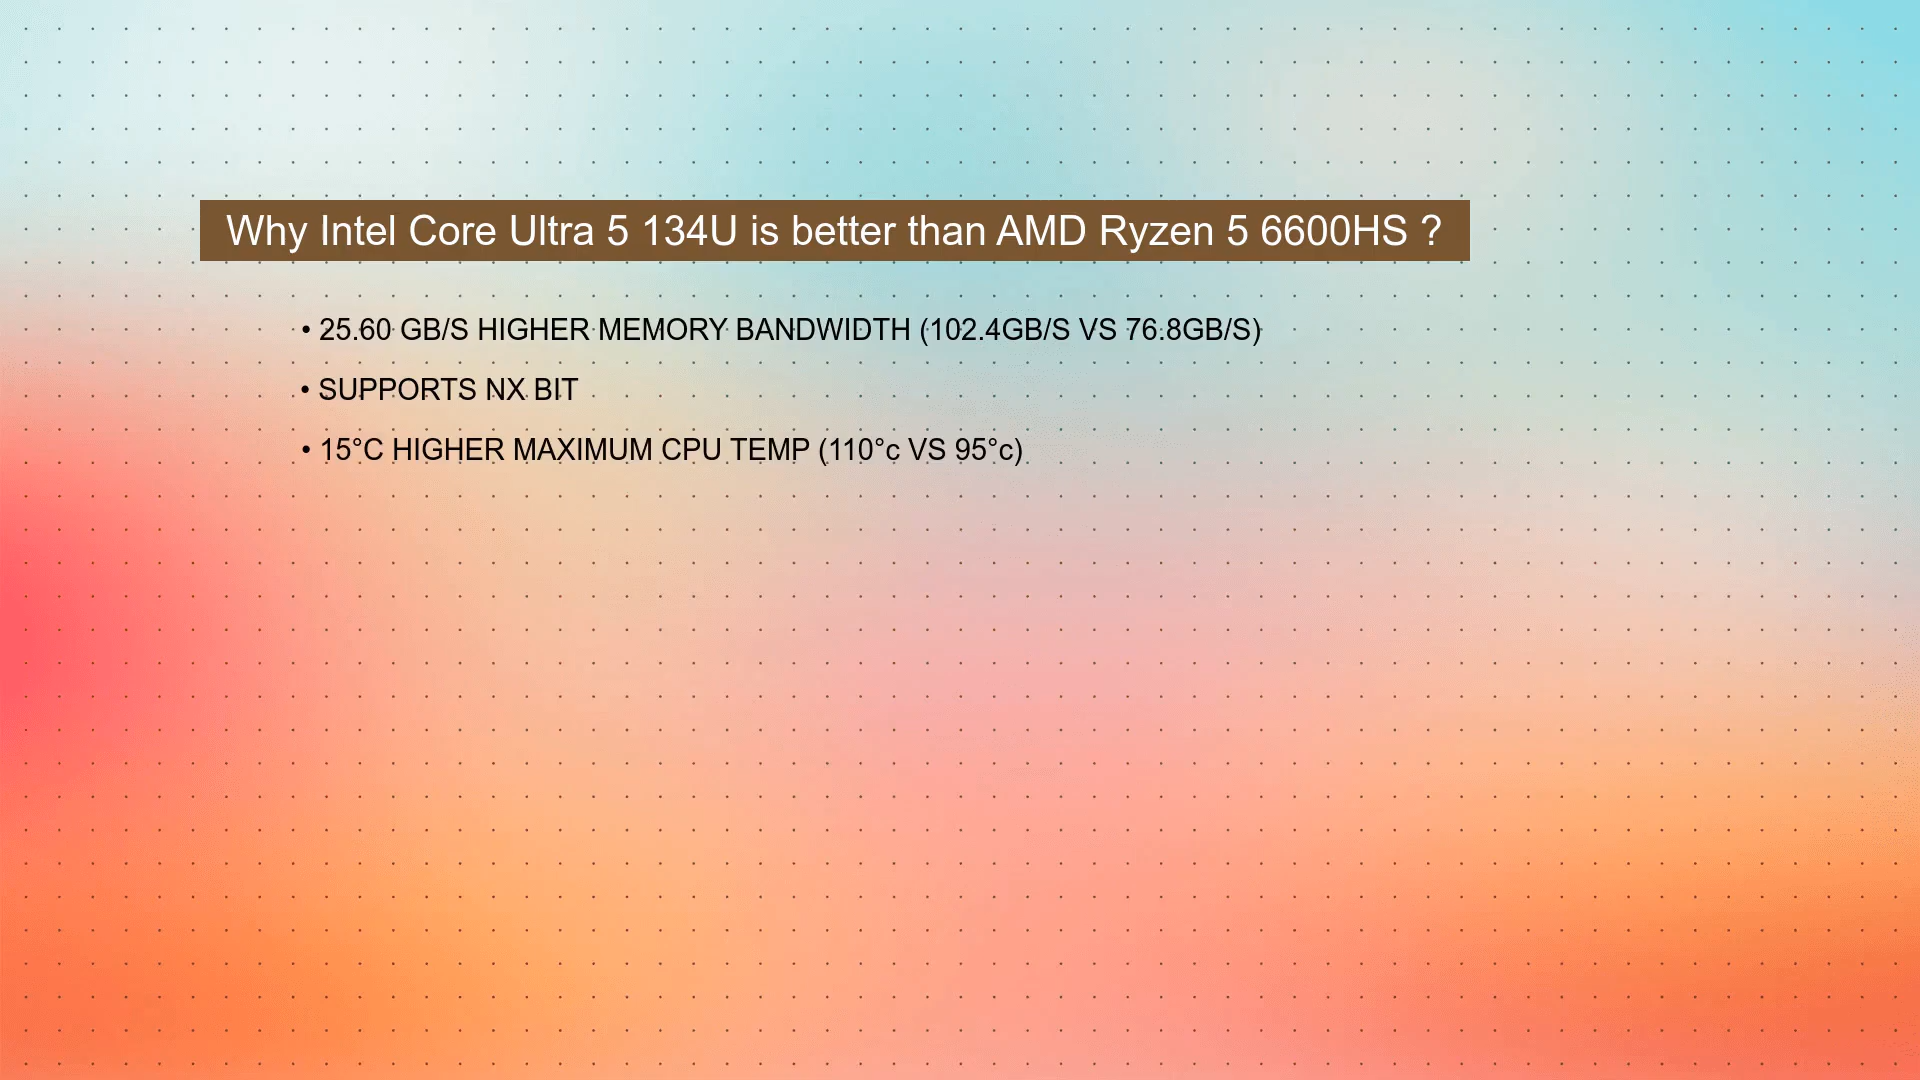 Why Intel Core Ultra 5 134U is better than AMD Ryzen 5 6600HS ?
• 25.60 GB/S HIGHER MEMORY BANDWIDTH (102.4GB/S VS 76.8GB/S)
• SUPPORTS NX BIT
• 15°C HIGHER MAXIMUM CPU TEMP (110°c VS 95°c)